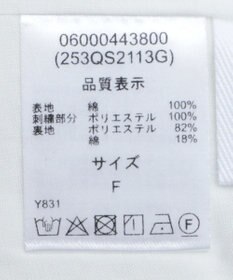 06000443800
(253QS2113G)
品質表示
表地 綿 100%
刺繍部分 ポリエステル 100%
裏地 ポリエステル 82%
綿 18%
サイズ
F
Y831
F